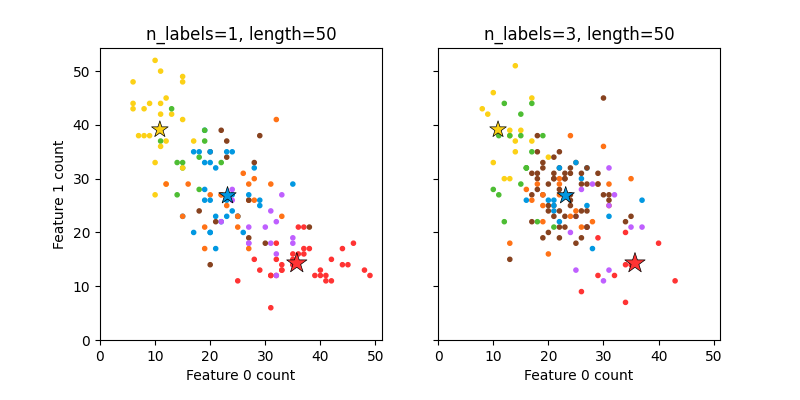 n_labels=1, length=50
n_labels=3, length=50
50
40
30
20
10
0
Feature 1 count
0 10 20 30 40 50
0 10 20 30 40 50
Feature 0 count
Feature 0 count